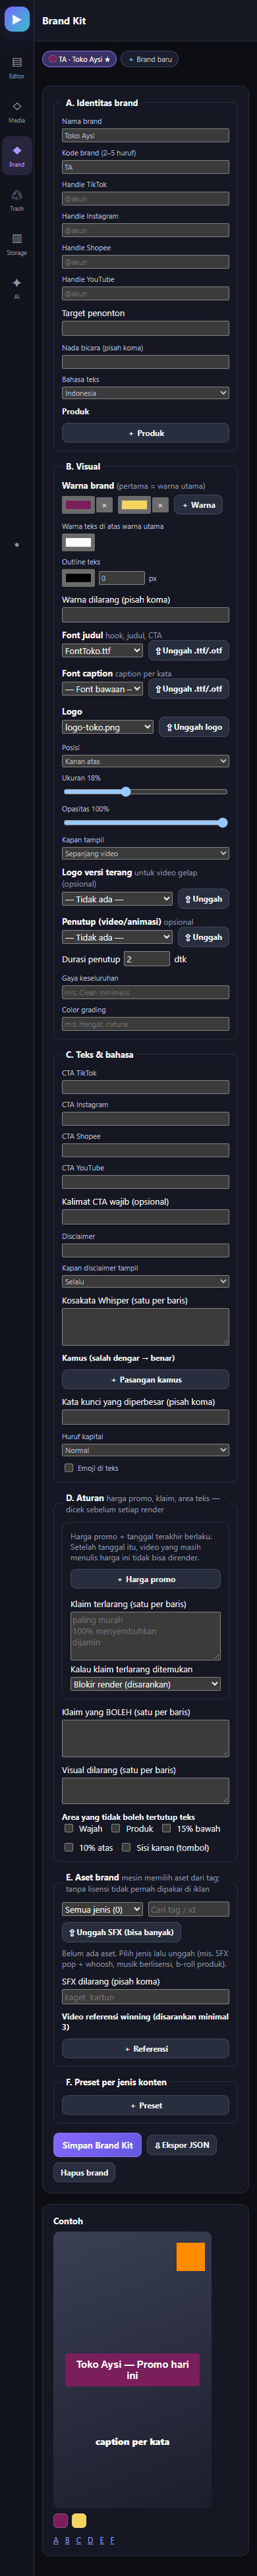 Brand Kit
TA · Toko Aysi ★
+ Brand baru
Editor
Media
Brand
Trash
Storage
AI
A. Identitas brand
Nama brand
Toko Aysi
Kode brand (2–5 huruf)
TA
Handle TikTok
@akun
Handle Instagram
@akun
Handle Shopee
@akun
Handle YouTube
@akun
Target penonton
Nada bicara (pisah koma)
Bahasa teks
Indonesia
Produk
+ Produk
B. Visual
Warna brand (pertama = warna utama)
×
×
+ Warna
Warna teks di atas warna utama
Outline teks
0
px
Warna dilarang (pisah koma)
Font judul hook, judul, CTA
FontToko.ttf
⇪Unggah .ttf/.otf
Font caption caption per kata
— Font bawaan —
⇪Unggah .ttf/.otf
Logo
logo-toko.png
⇪Unggah logo
Posisi
Kanan atas
Ukuran 18%
Opasitas 100%
Kapan tampil
Sepanjang video
Logo versi terang untuk video gelap
(opsional)
— Tidak ada —
⇪Unggah
Penutup (video/animasi) opsional
— Tidak ada —
⇪Unggah
Durasi penutup 2 dtk
Gaya keseluruhan
mis. Clean minimalis
Color grading
mis. Hangat, natural
C. Teks & bahasa
CTA TikTok
CTA Instagram
CTA Shopee
CTA YouTube
Kalimat CTA wajib (opsional)
Disclaimer
Kapan disclaimer tampil
Selalu
Kosakata Whisper (satu per baris)
Kamus (salah dengar → benar)
+ Pasangan kamus
Kata kunci yang diperbesar (pisah koma)
Huruf kapital
Normal
Emoji di teks
D. Aturan harga promo, klaim, area teks —
dicek sebelum setiap render
Harga promo + tanggal terakhir berlaku.
Setelah tanggal itu, video yang masih
menulis harga ini tidak bisa dirender.
+ Harga promo
Klaim terlarang (satu per baris)
paling murah
100% menyembuhkan
dijamin
Kalau klaim terlarang ditemukan
Blokir render (disarankan)
Klaim yang BOLEH (satu per baris)
Visual dilarang (satu per baris)
Area yang tidak boleh tertutup teks
Wajah
Produk
15% bawah
10% atas
Sisi kanan (tombol)
E. Aset brand mesin memilih aset dari tag;
tanpa lisensi tidak pernah dipakai di iklan
Semua jenis (0)
Cari tag / id
⇪Unggah SFX (bisa banyak)
Belum ada aset. Pilih jenis lalu unggah (mis. SFX
pop + whoosh, musik berlisensi, b-roll produk).
SFX dilarang (pisah koma)
kaget, kartun
Video referensi winning (disarankan minimal
3)
+ Referensi
F. Preset per jenis konten
+ Preset
Simpan Brand Kit
⇩Ekspor JSON
Hapus brand
Contoh
Toko Aysi — Promo hari
ini
caption per kata
A B C D E F